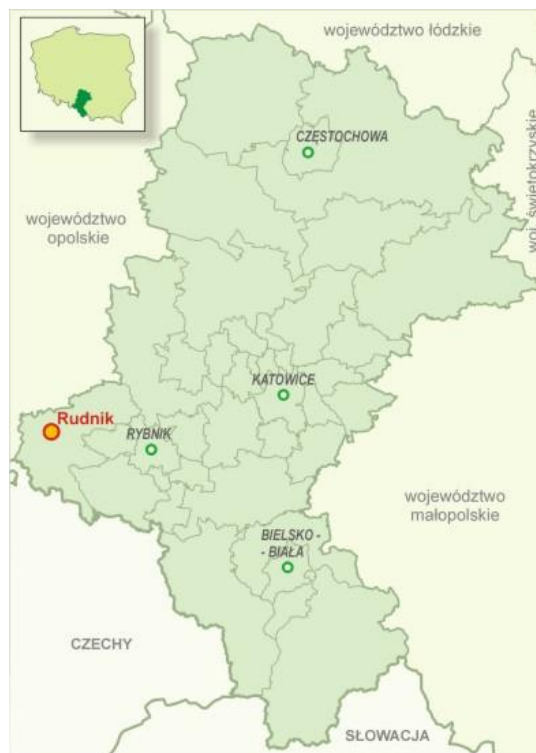 województwo łódzkie
CZĘSTOCHOWA
woj. świętokrzyskie
województwo
opolskie
KATOWICE
Rudnik
RYBNIK
województwo
małopolskie
BIELSKO -
- BIAŁA
CZECHY
SŁOWACJA